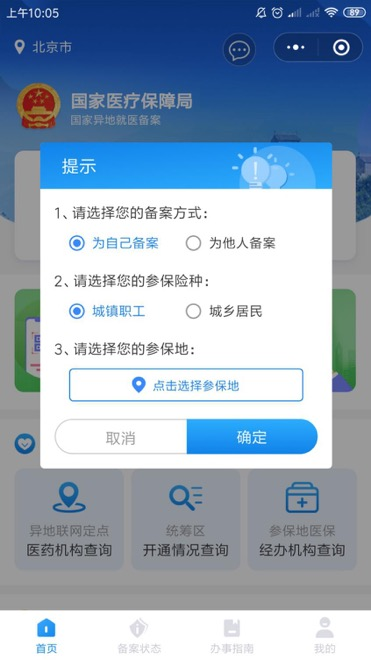 上午10:05
89
北京市
国家医疗保障局
国家异地就医备案
提示
1、请选择您的备案方式：
为自己备案 为他人备案
2、请选择您的参保险种：
城镇职工 城乡居民
3、请选择您的参保地：
点击选择参保地
取消 确定
异地联网定点 统筹区 参保地医保
医药机构查询 开通情况查询 经办机构查询
首页 备案状态 办事指南 我的